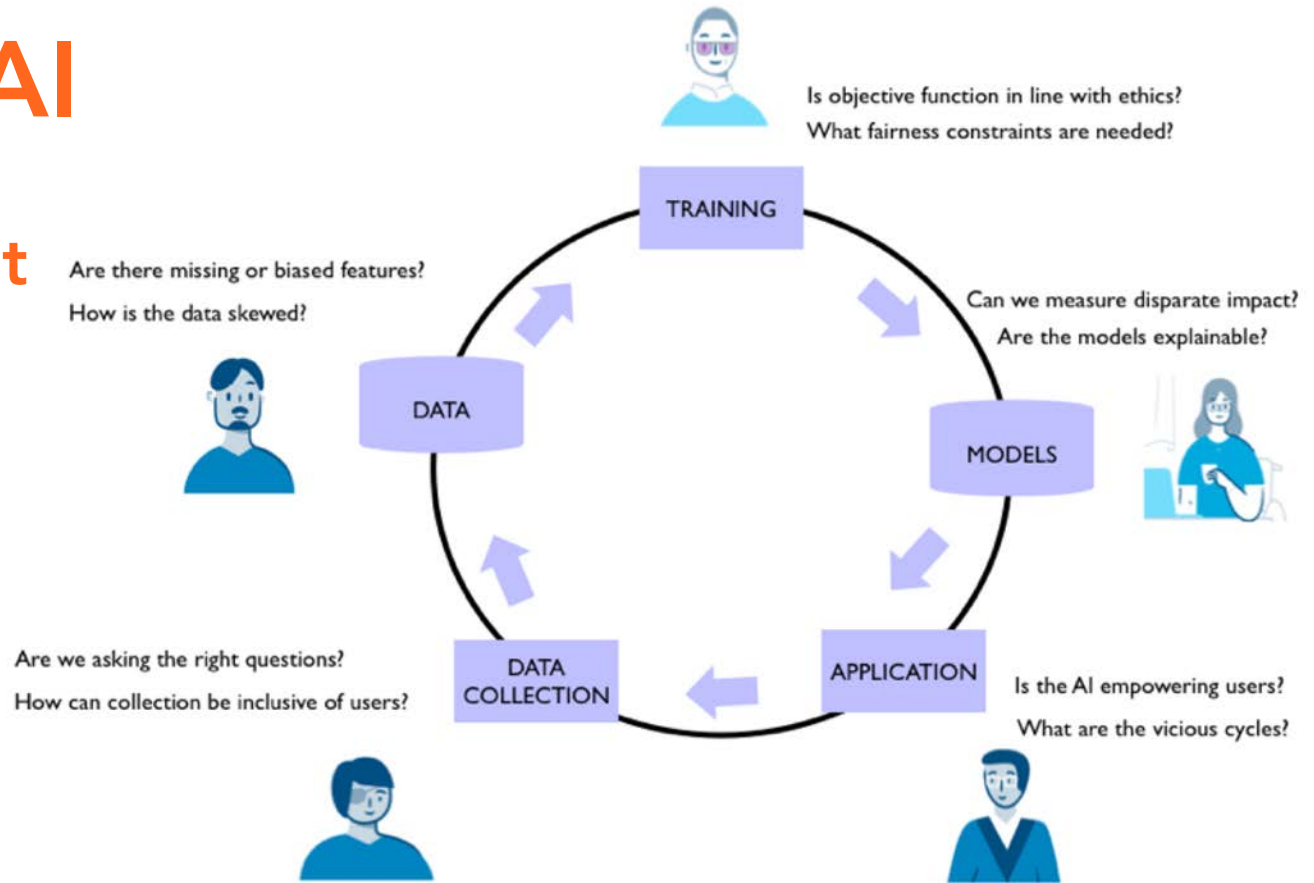 AI
t
Is objective function in line with ethics?
What fairness constraints are needed?
TRAINING
Are there missing or biased features?
How is the data skewed?
Can we measure disparate impact?
Are the models explainable?
DATA
MODELS
Are we asking the right questions?
How can collection be inclusive of users?
DATA
COLLECTION
APPLICATION
Is the AI empowering users?
What are the vicious cycles?